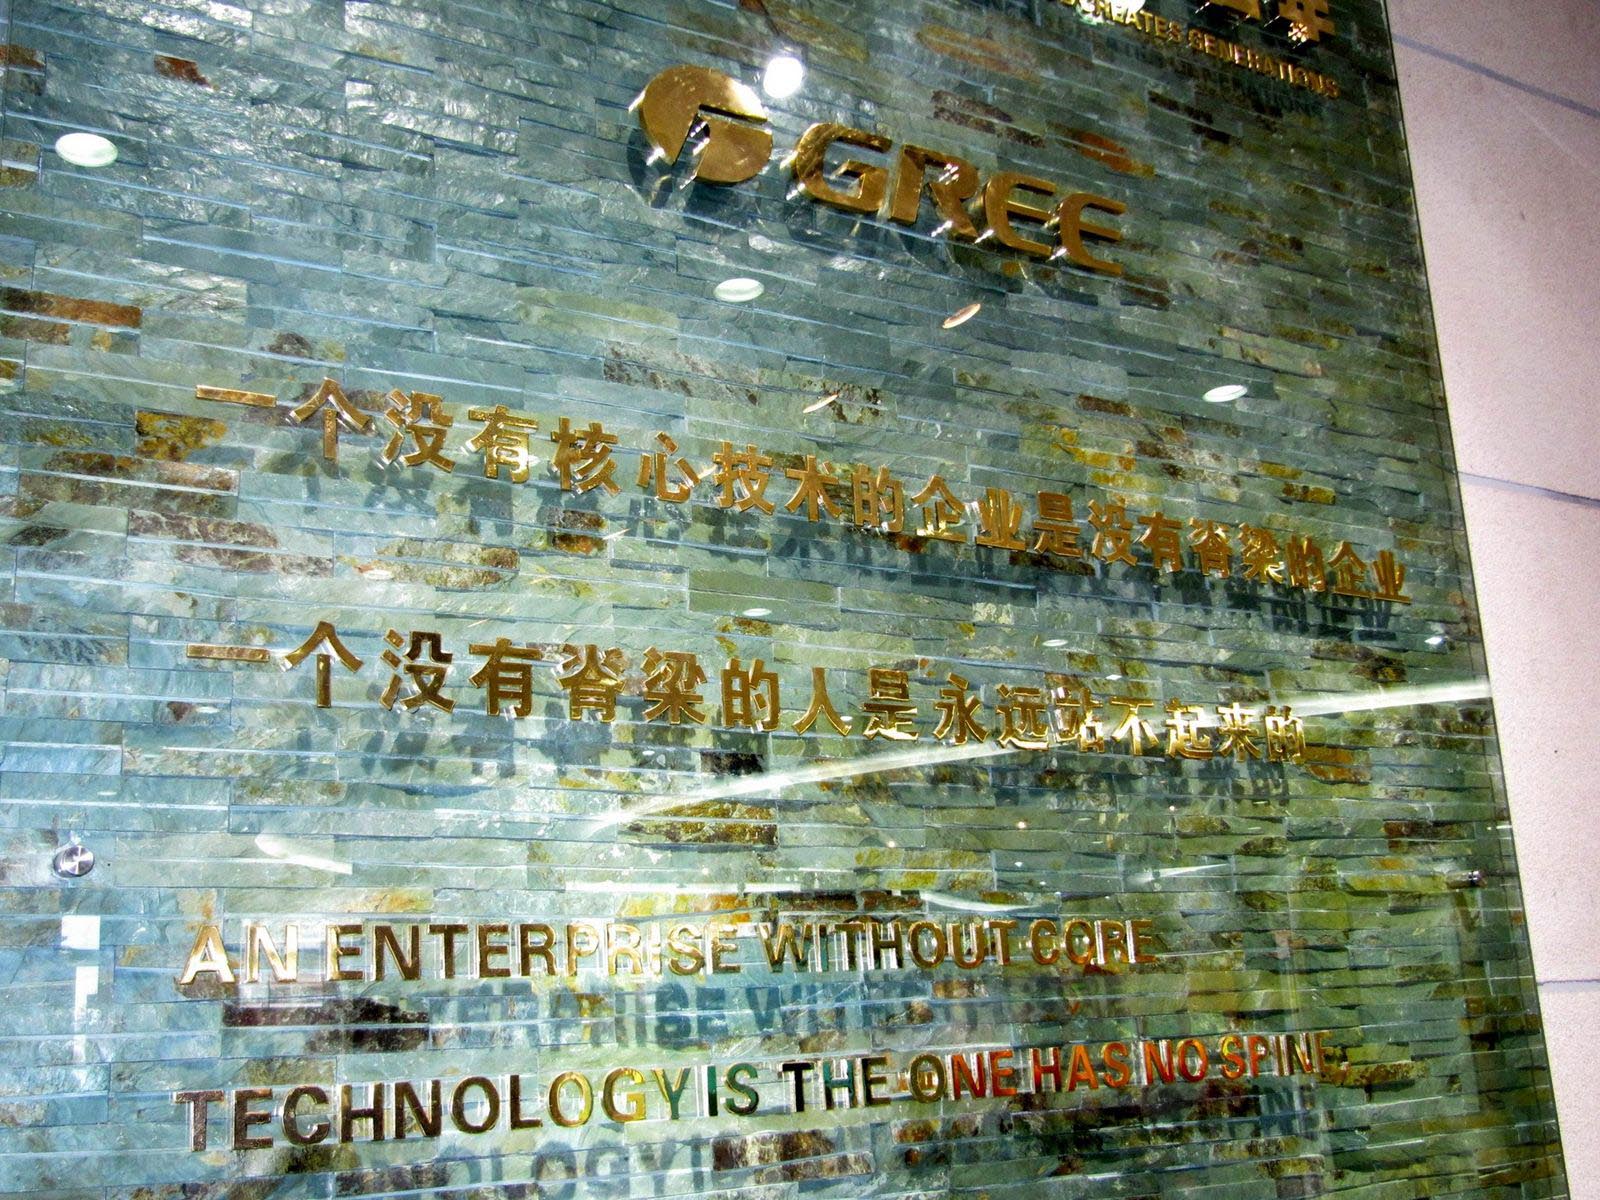 CREATES GENERATIONS
GREE
一个没有核心技术的企业是没有脊梁的企业
一个没有脊梁的人是永远站不起来的
AN ENTERPRISE WITHOUT CORE
TECHNOLOGY IS THE ONE HAS NO SPINE